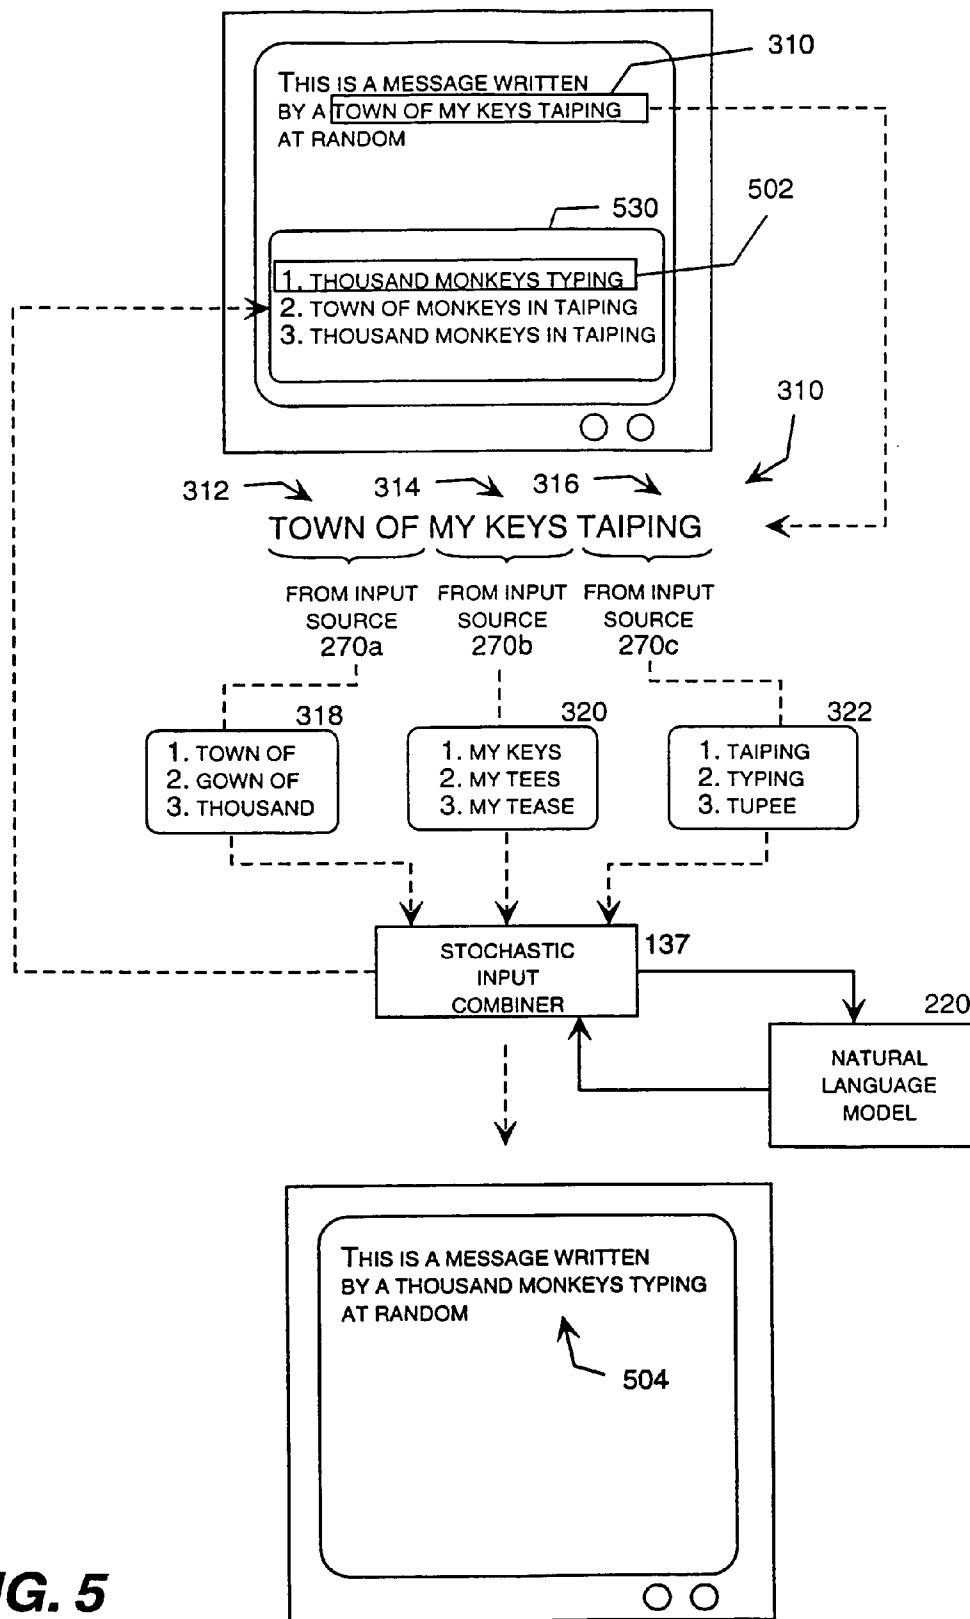 310
THIS IS A MESSAGE WRITTEN
BY A TOWN OF MY KEYS TAIPING
AT RANDOM
502
530
1. THOUSAND MONKEYS TYPING
2. TOWN OF MONKEYS IN TAIPING
3. THOUSAND MONKEYS IN TAIPING
310
312 314 316
TOWN OF MY KEYS TAIPING
FROM INPUT
SOURCE
270a
FROM INPUT
SOURCE
270b
FROM INPUT
SOURCE
270c
318
1. TOWN OF
2. GOWN OF
3. THOUSAND
320
1. MY KEYS
2. MY TEES
3. MY TEASE
322
1. TAIPING
2. TYPING
3. TUPEE
STOCHASTIC
INPUT
COMBINER
137
220
NATURAL
LANGUAGE
MODEL
THIS IS A MESSAGE WRITTEN
BY A THOUSAND MONKEYS TYPING
AT RANDOM
504
IG. 5